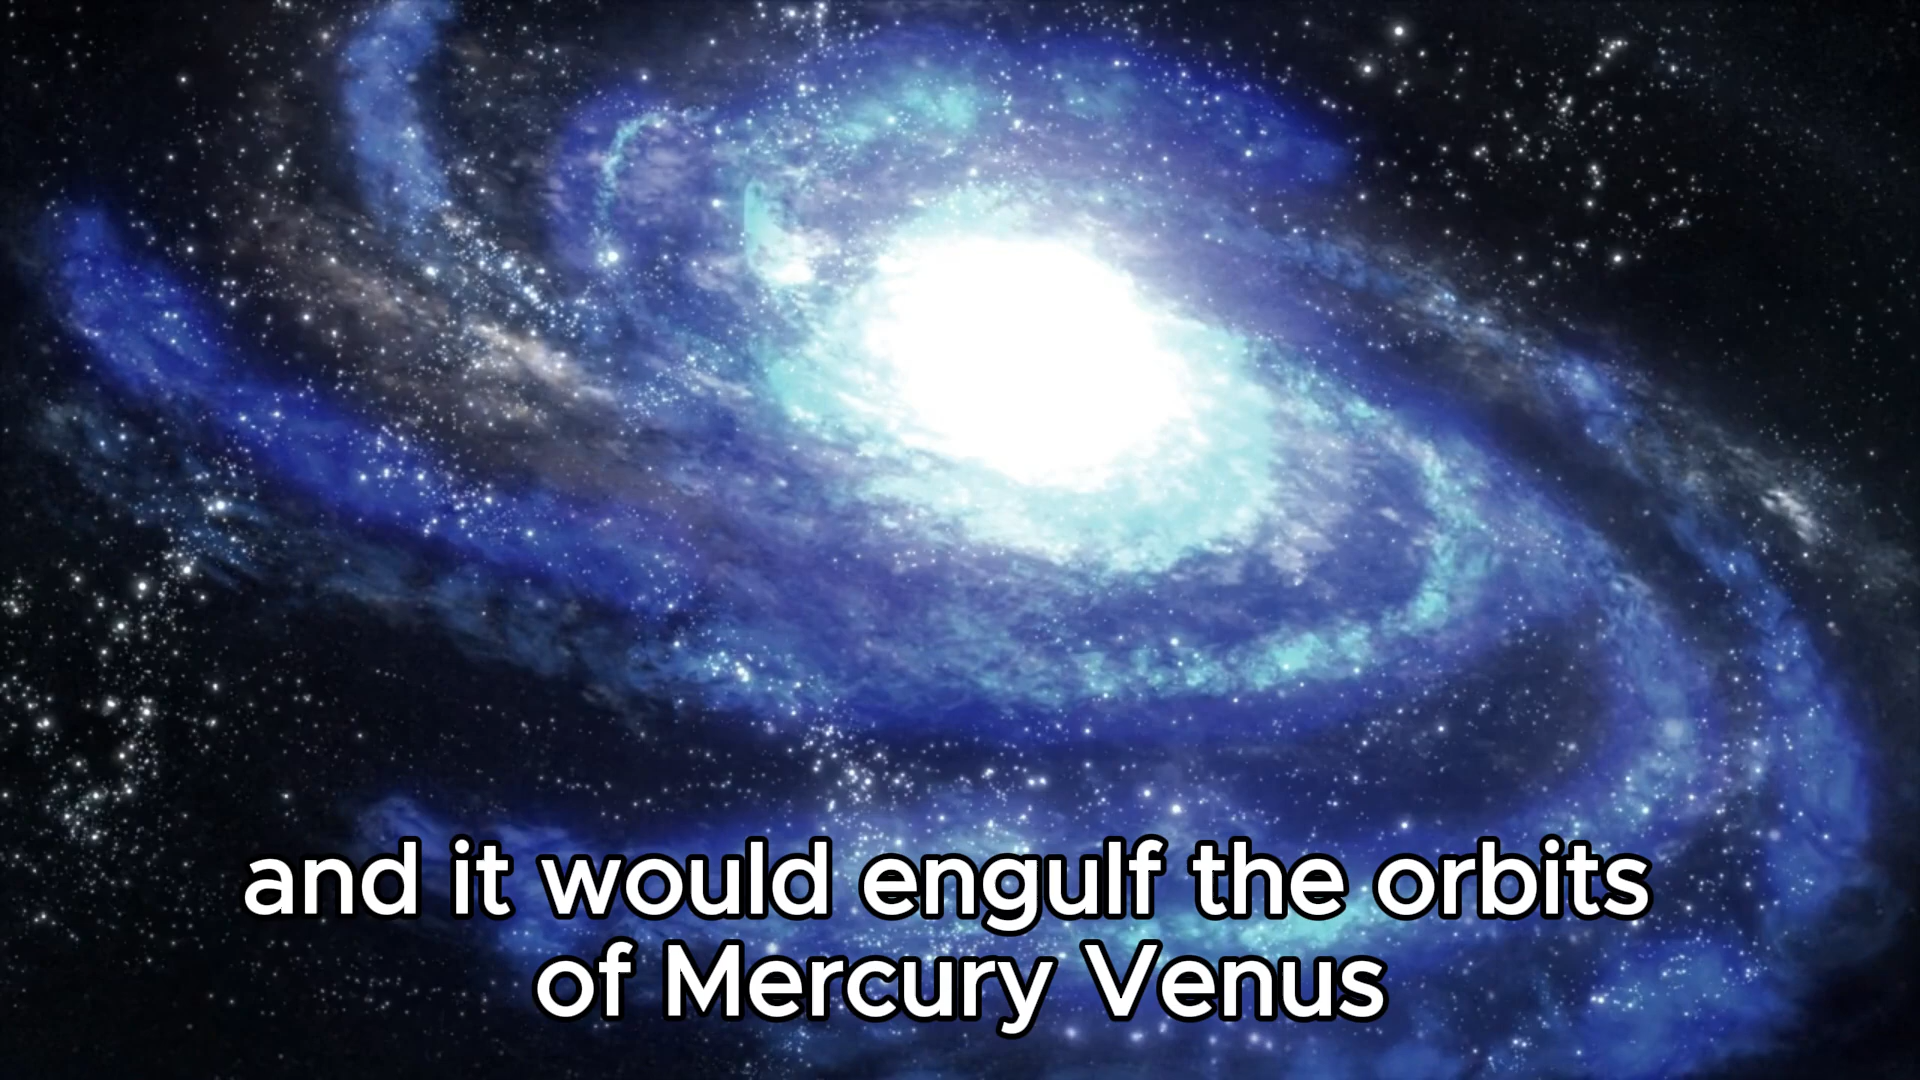 and it would engulf the orbits
of Mercury Venus